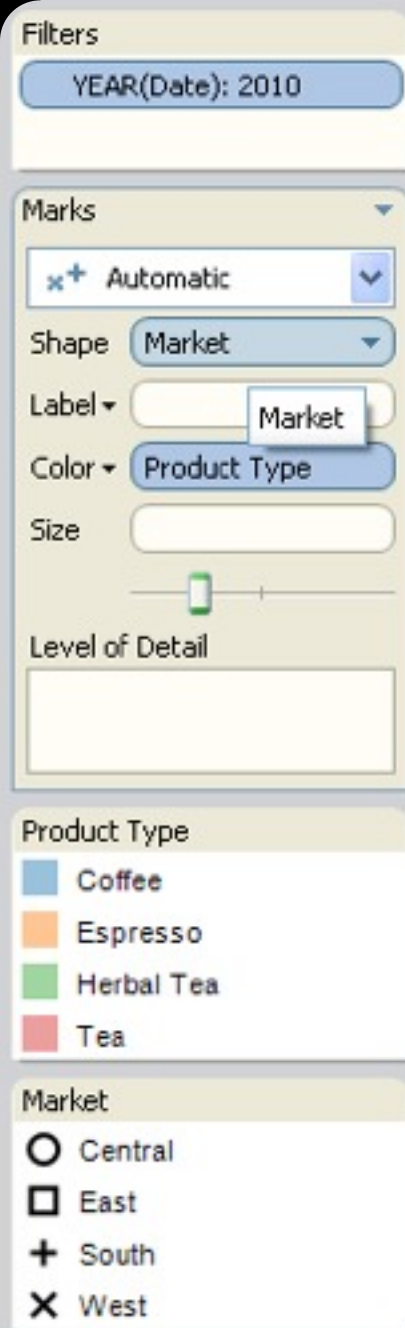 Filters
YEAR(Date): 2010
Marks
Automatic
Shape Market
Label
Market
Color Product Type
Size
Level of Detail
Product Type
Coffee
Espresso
Herbal Tea
Tea
Market
Central
East
South
West